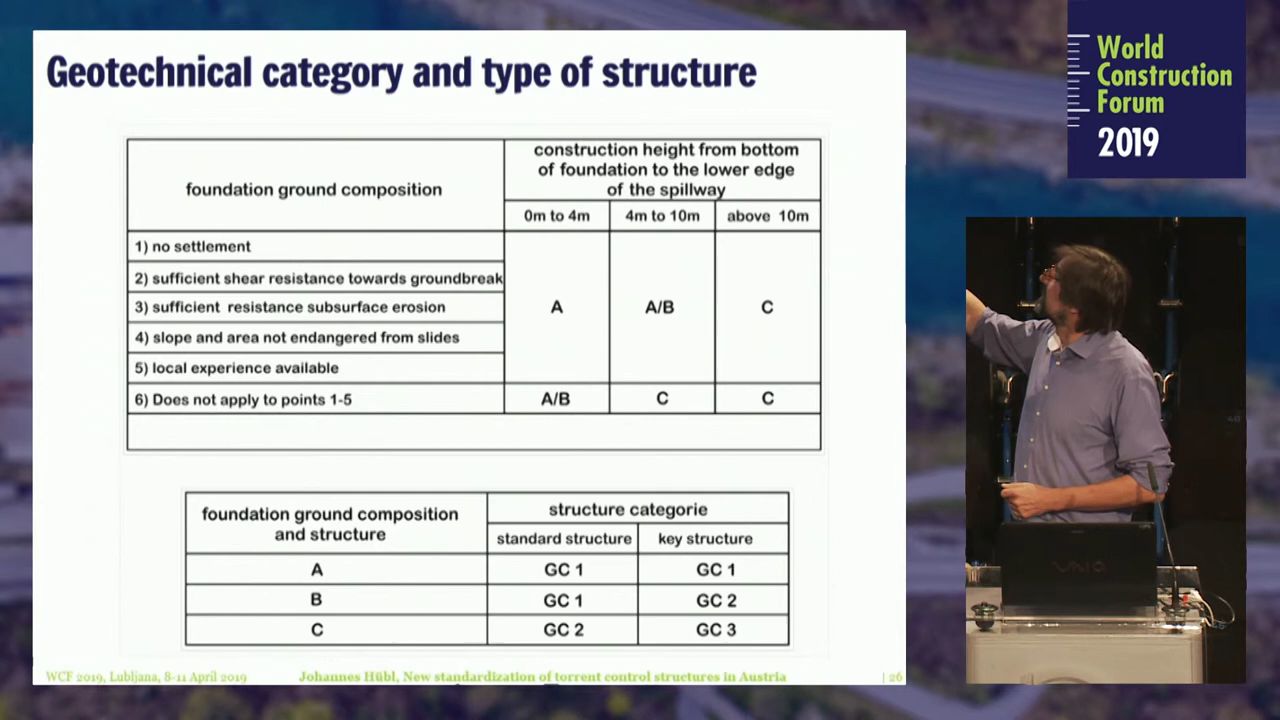 Geotechnical category and type of structure
World
Construction
Forum
2019
foundation ground composition
construction height from bottom
of foundation to the lower edge
of the spillway
0m to 4m
4m to 10m
above 10m
1) no settlement
2) sufficient shear resistance towards groundbreak
3) sufficient resistance subsurface erosion
4) slope and area not endangered from slides
5) local experience available
A
A/B
C
6) Does not apply to points 1-5
A/B
C
C
foundation ground composition
and structure
structure categorie
standard structure
key structure
A
GC 1
GC 1
B
GC 1
GC 2
C
GC 2
GC 3
WCF 2019, Lubljana, 8-11 April 2019
Johannes Hübl, New standardization of torrent control structures in Austria
| 26
VAIO